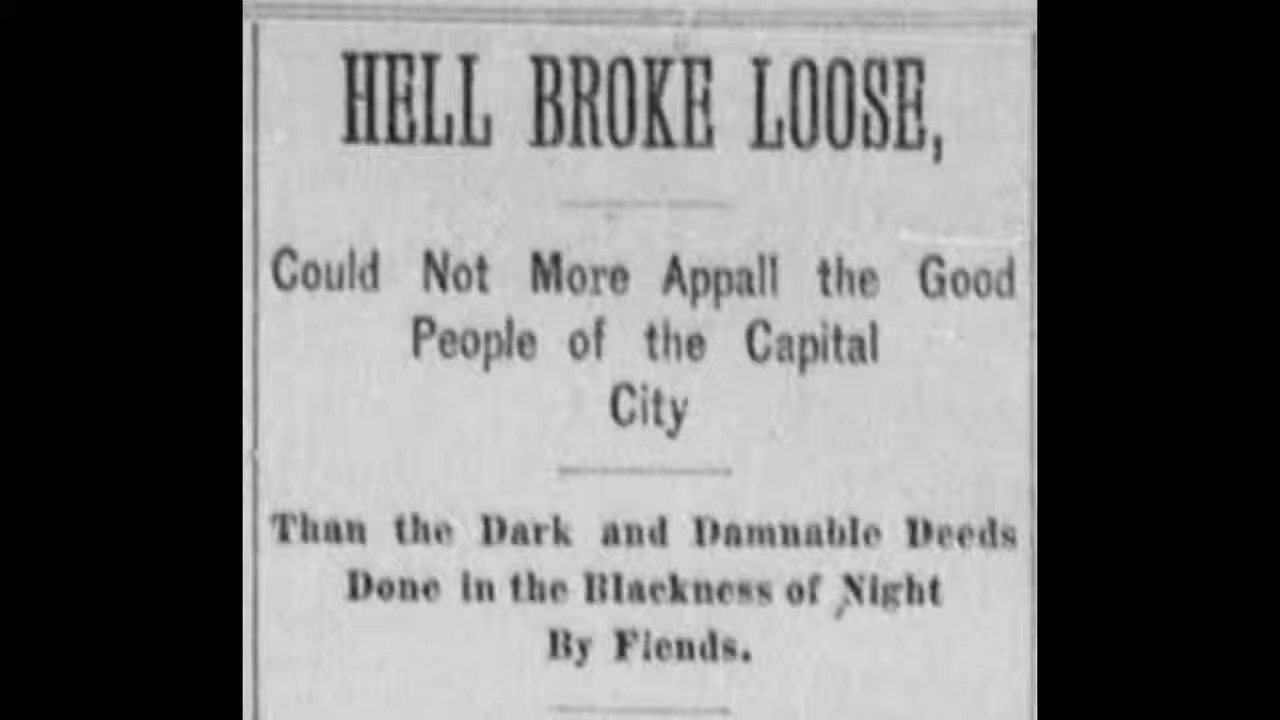 HELL BROKE LOOSE,
Could Not More Appall the Good
People of the Capital
City
Than the Dark and Damnable Deeds
Done in the Blackness of Night
By Fiends.